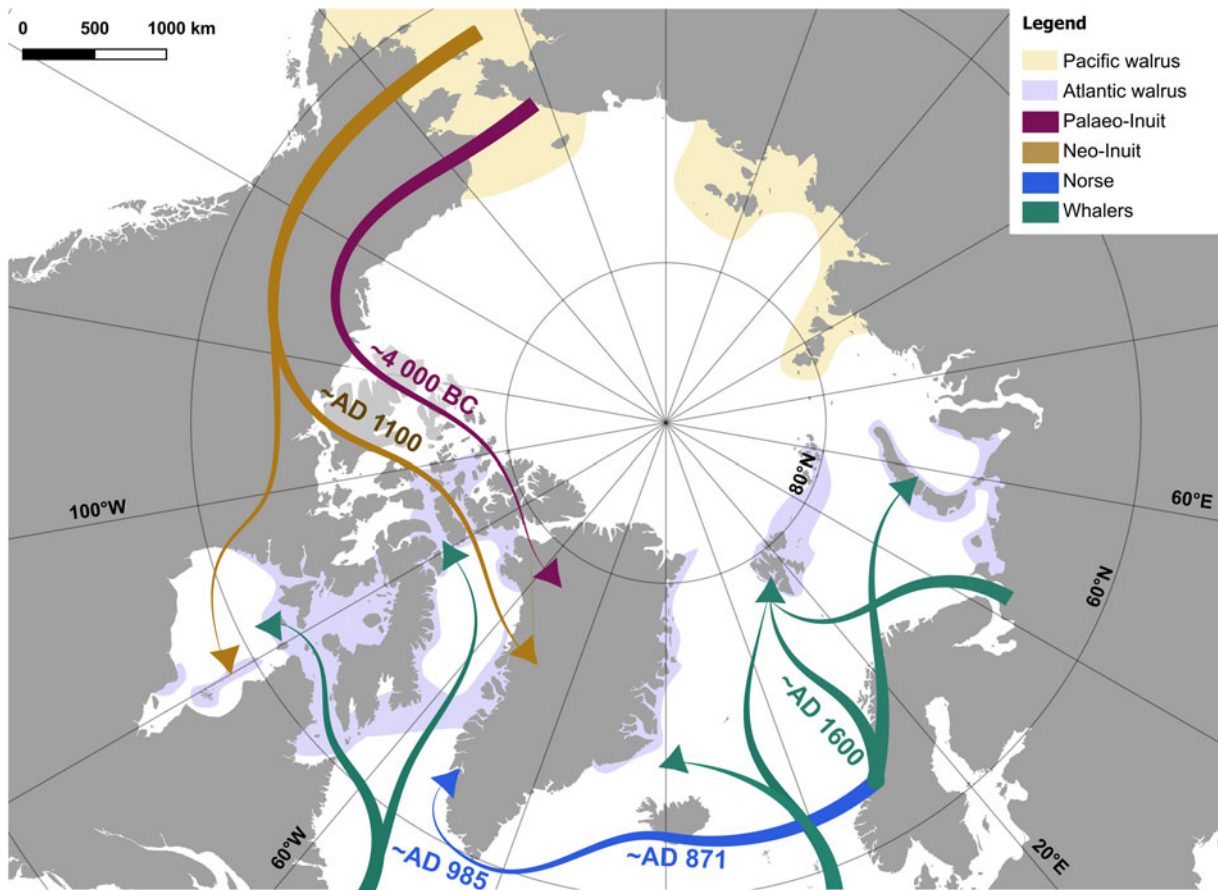 0 500 1000 km
Legend
Pacific walrus
Atlantic walrus
Palaeo-Inuit
Neo-Inuit
Norse
Whalers
~4 000 BC
~AD 1100
80°N
100°W
60°E
60°N
~AD 1600
60°W
~AD 985
~AD 871
20°E